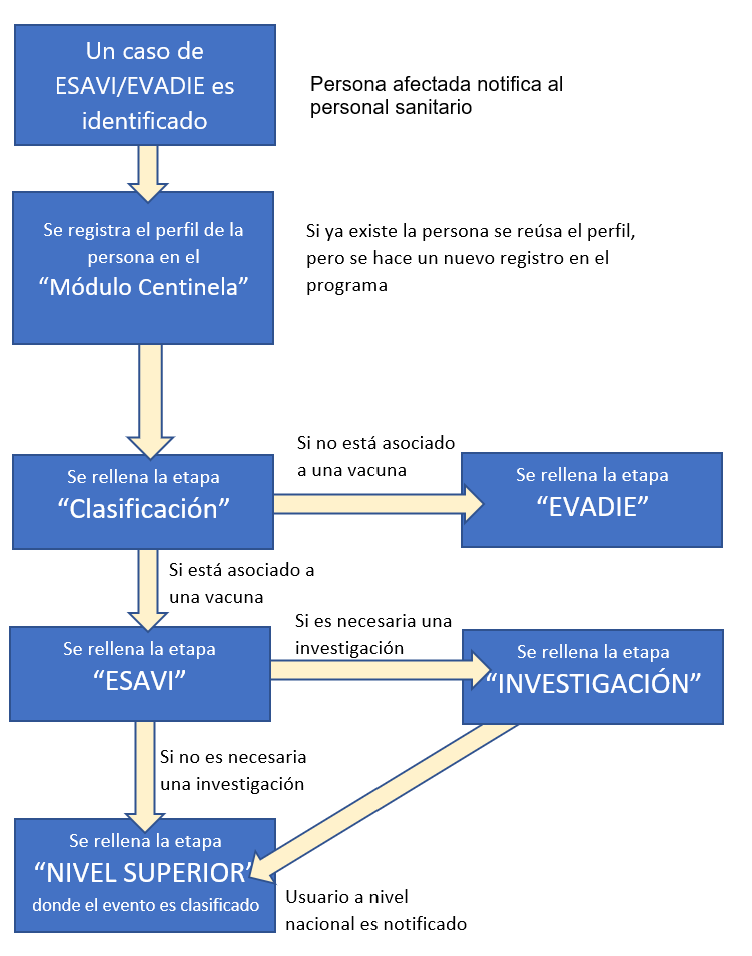 Un caso de
ESAVI/EVADIE es
identificado
Persona afectada notifica al
personal sanitario
Se registra el perfil de la
persona en el
“Módulo Centinela”
Si ya existe la persona se reúsa el perfil,
pero se hace un nuevo registro en el
programa
Si no está asociado
a una vacuna
Se rellena la etapa
“Clasificación”
Se rellena la etapa
“EVADIE”
Si está asociado a
una vacuna
Si es necesaria una
investigación
Se rellena la etapa
“ESAVI”
Se rellena la etapa
“INVESTIGACIÓN”
Si no es necesaria
una investigación
Se rellena la etapa
“NIVEL SUPERIOR”
donde el evento es clasificado
Usuario a nivel
nacional es notificado